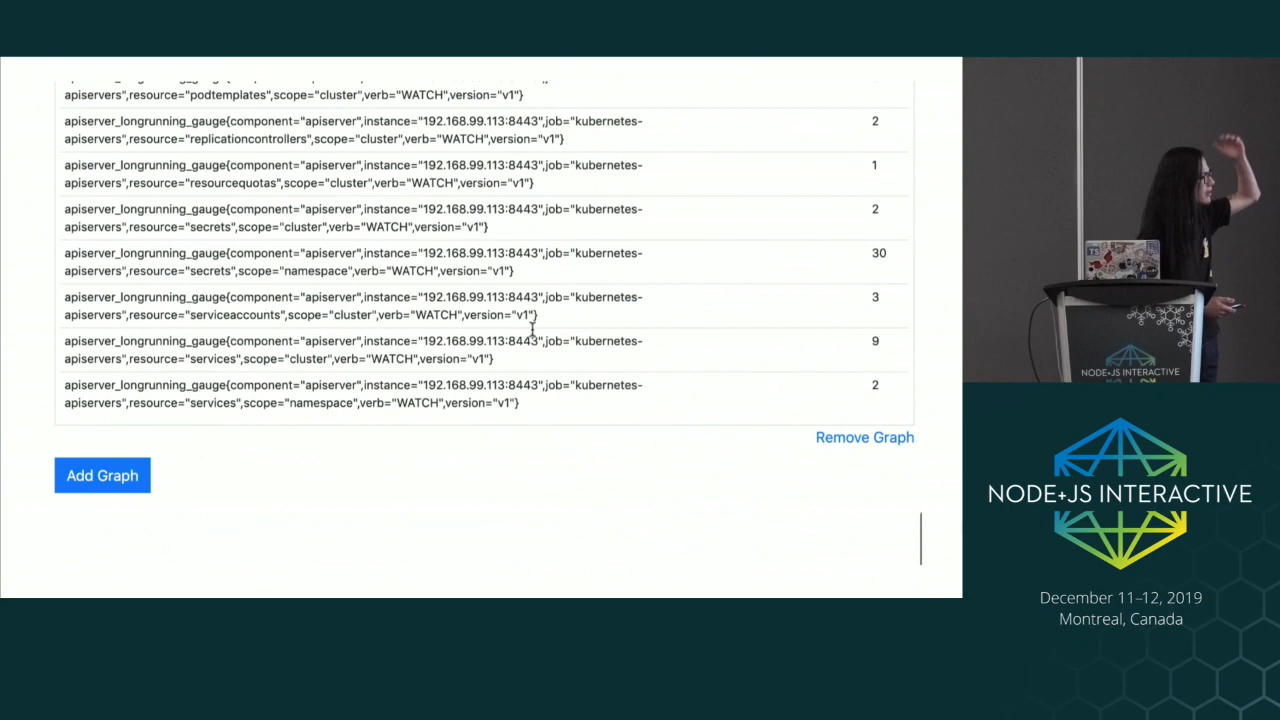 apiservers",resource="podtemplates",scope="cluster",verb="WATCH",version="v1"}
apiserver_longrunning_gauge{component="apiserver",instance="192.168.99.113:8443",job="kubernetes- 2
apiservers",resource="replicationcontrollers",scope="cluster",verb="WATCH",version="v1"}
apiserver_longrunning_gauge{component="apiserver",instance="192.168.99.113:8443",job="kubernetes- 1
apiservers",resource="resourcequotas",scope="cluster",verb="WATCH",version="v1"}
apiserver_longrunning_gauge{component="apiserver",instance="192.168.99.113:8443",job="kubernetes- 2
apiservers",resource="secrets",scope="cluster",verb="WATCH",version="v1"}
apiserver_longrunning_gauge{component="apiserver",instance="192.168.99.113:8443",job="kubernetes- 30
apiservers",resource="secrets",scope="namespace",verb="WATCH",version="v1"}
apiserver_longrunning_gauge{component="apiserver",instance="192.168.99.113:8443",job="kubernetes- 3
apiservers",resource="serviceaccounts",scope="cluster",verb="WATCH",version="v1"}
apiserver_longrunning_gauge{component="apiserver",instance="192.168.99.113:8443",job="kubernetes- 9
apiservers",resource="services",scope="cluster",verb="WATCH",version="v1"}
apiserver_longrunning_gauge{component="apiserver",instance="192.168.99.113:8443",job="kubernetes- 2
apiservers",resource="services",scope="namespace",verb="WATCH",version="v1"}
Remove Graph
Add Graph
TS
NODE+JS INTERACTIVE
NODE+JS INTERACTIVE
December 11–12, 2019
Montreal, Canada